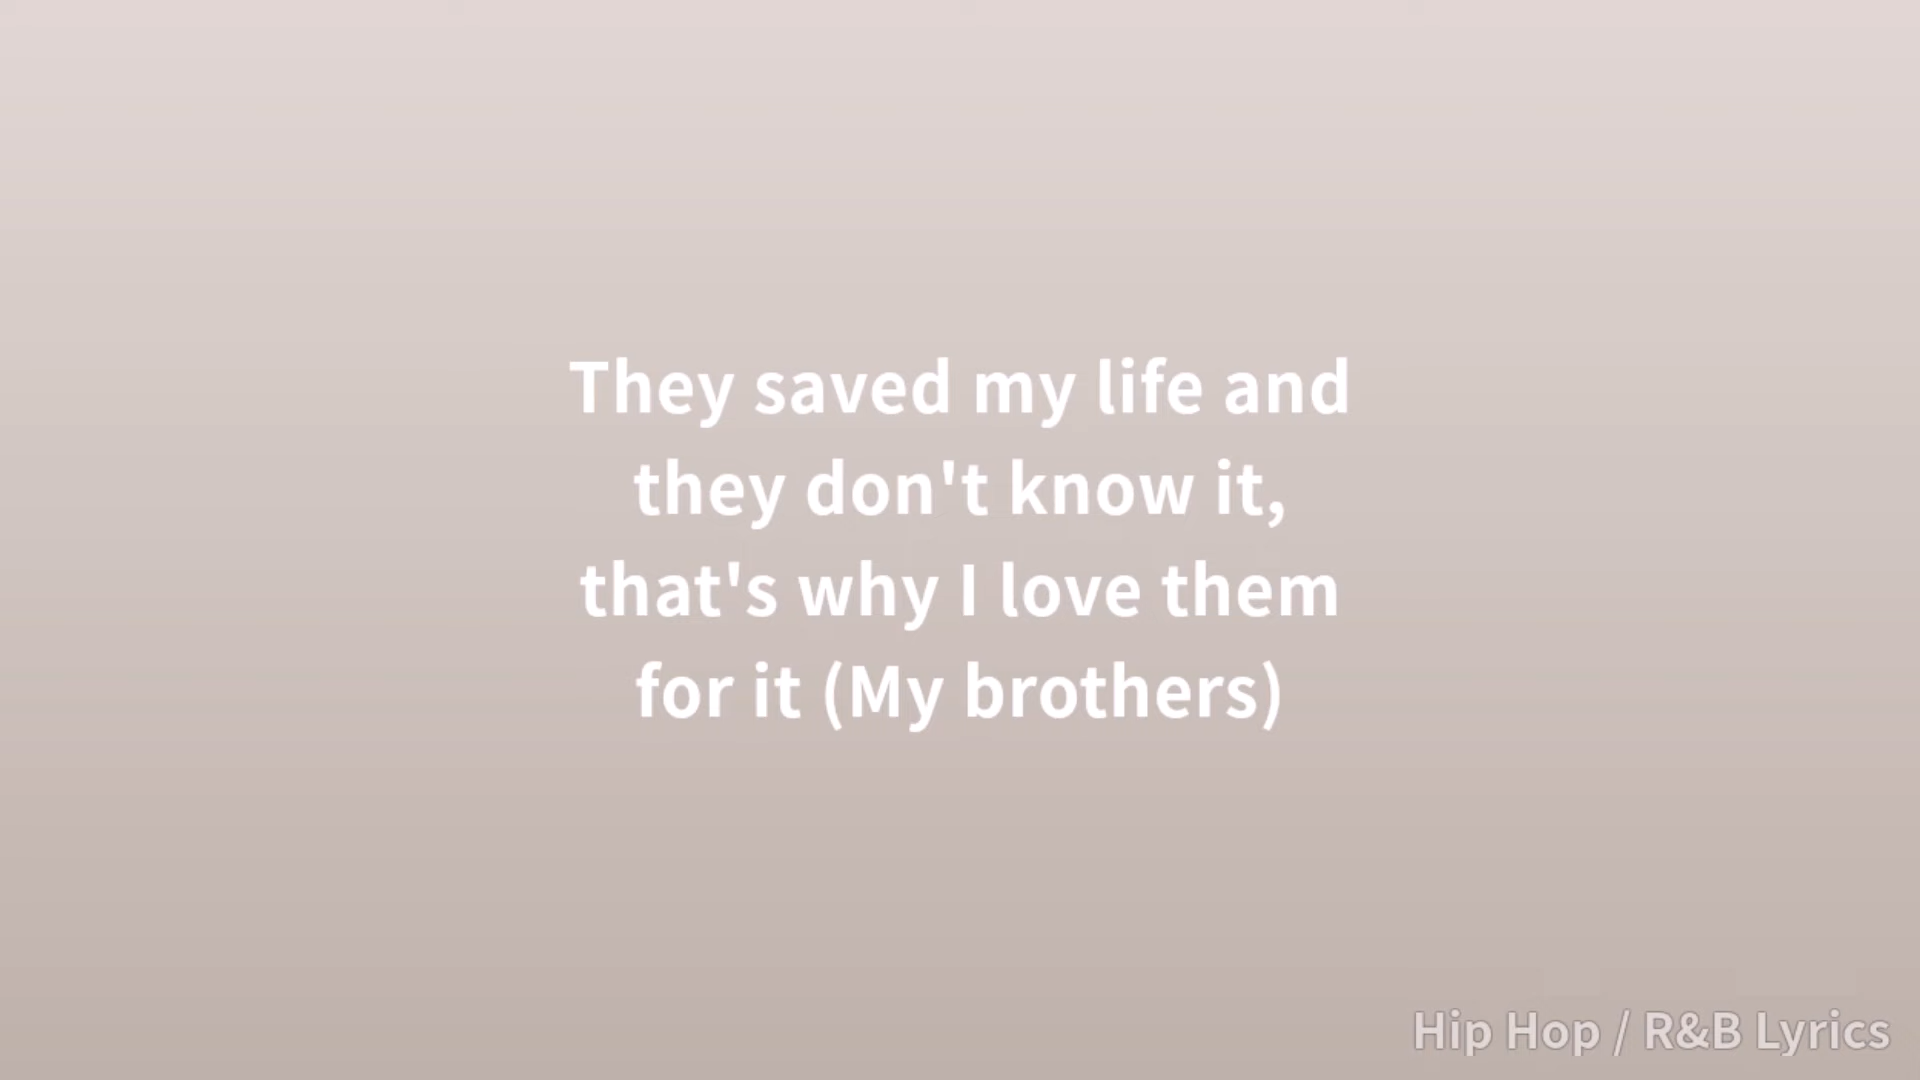 They saved my life and
they don't know it,
that's why I love them
for it (My brothers)
Hip Hop / R&B Lyrics